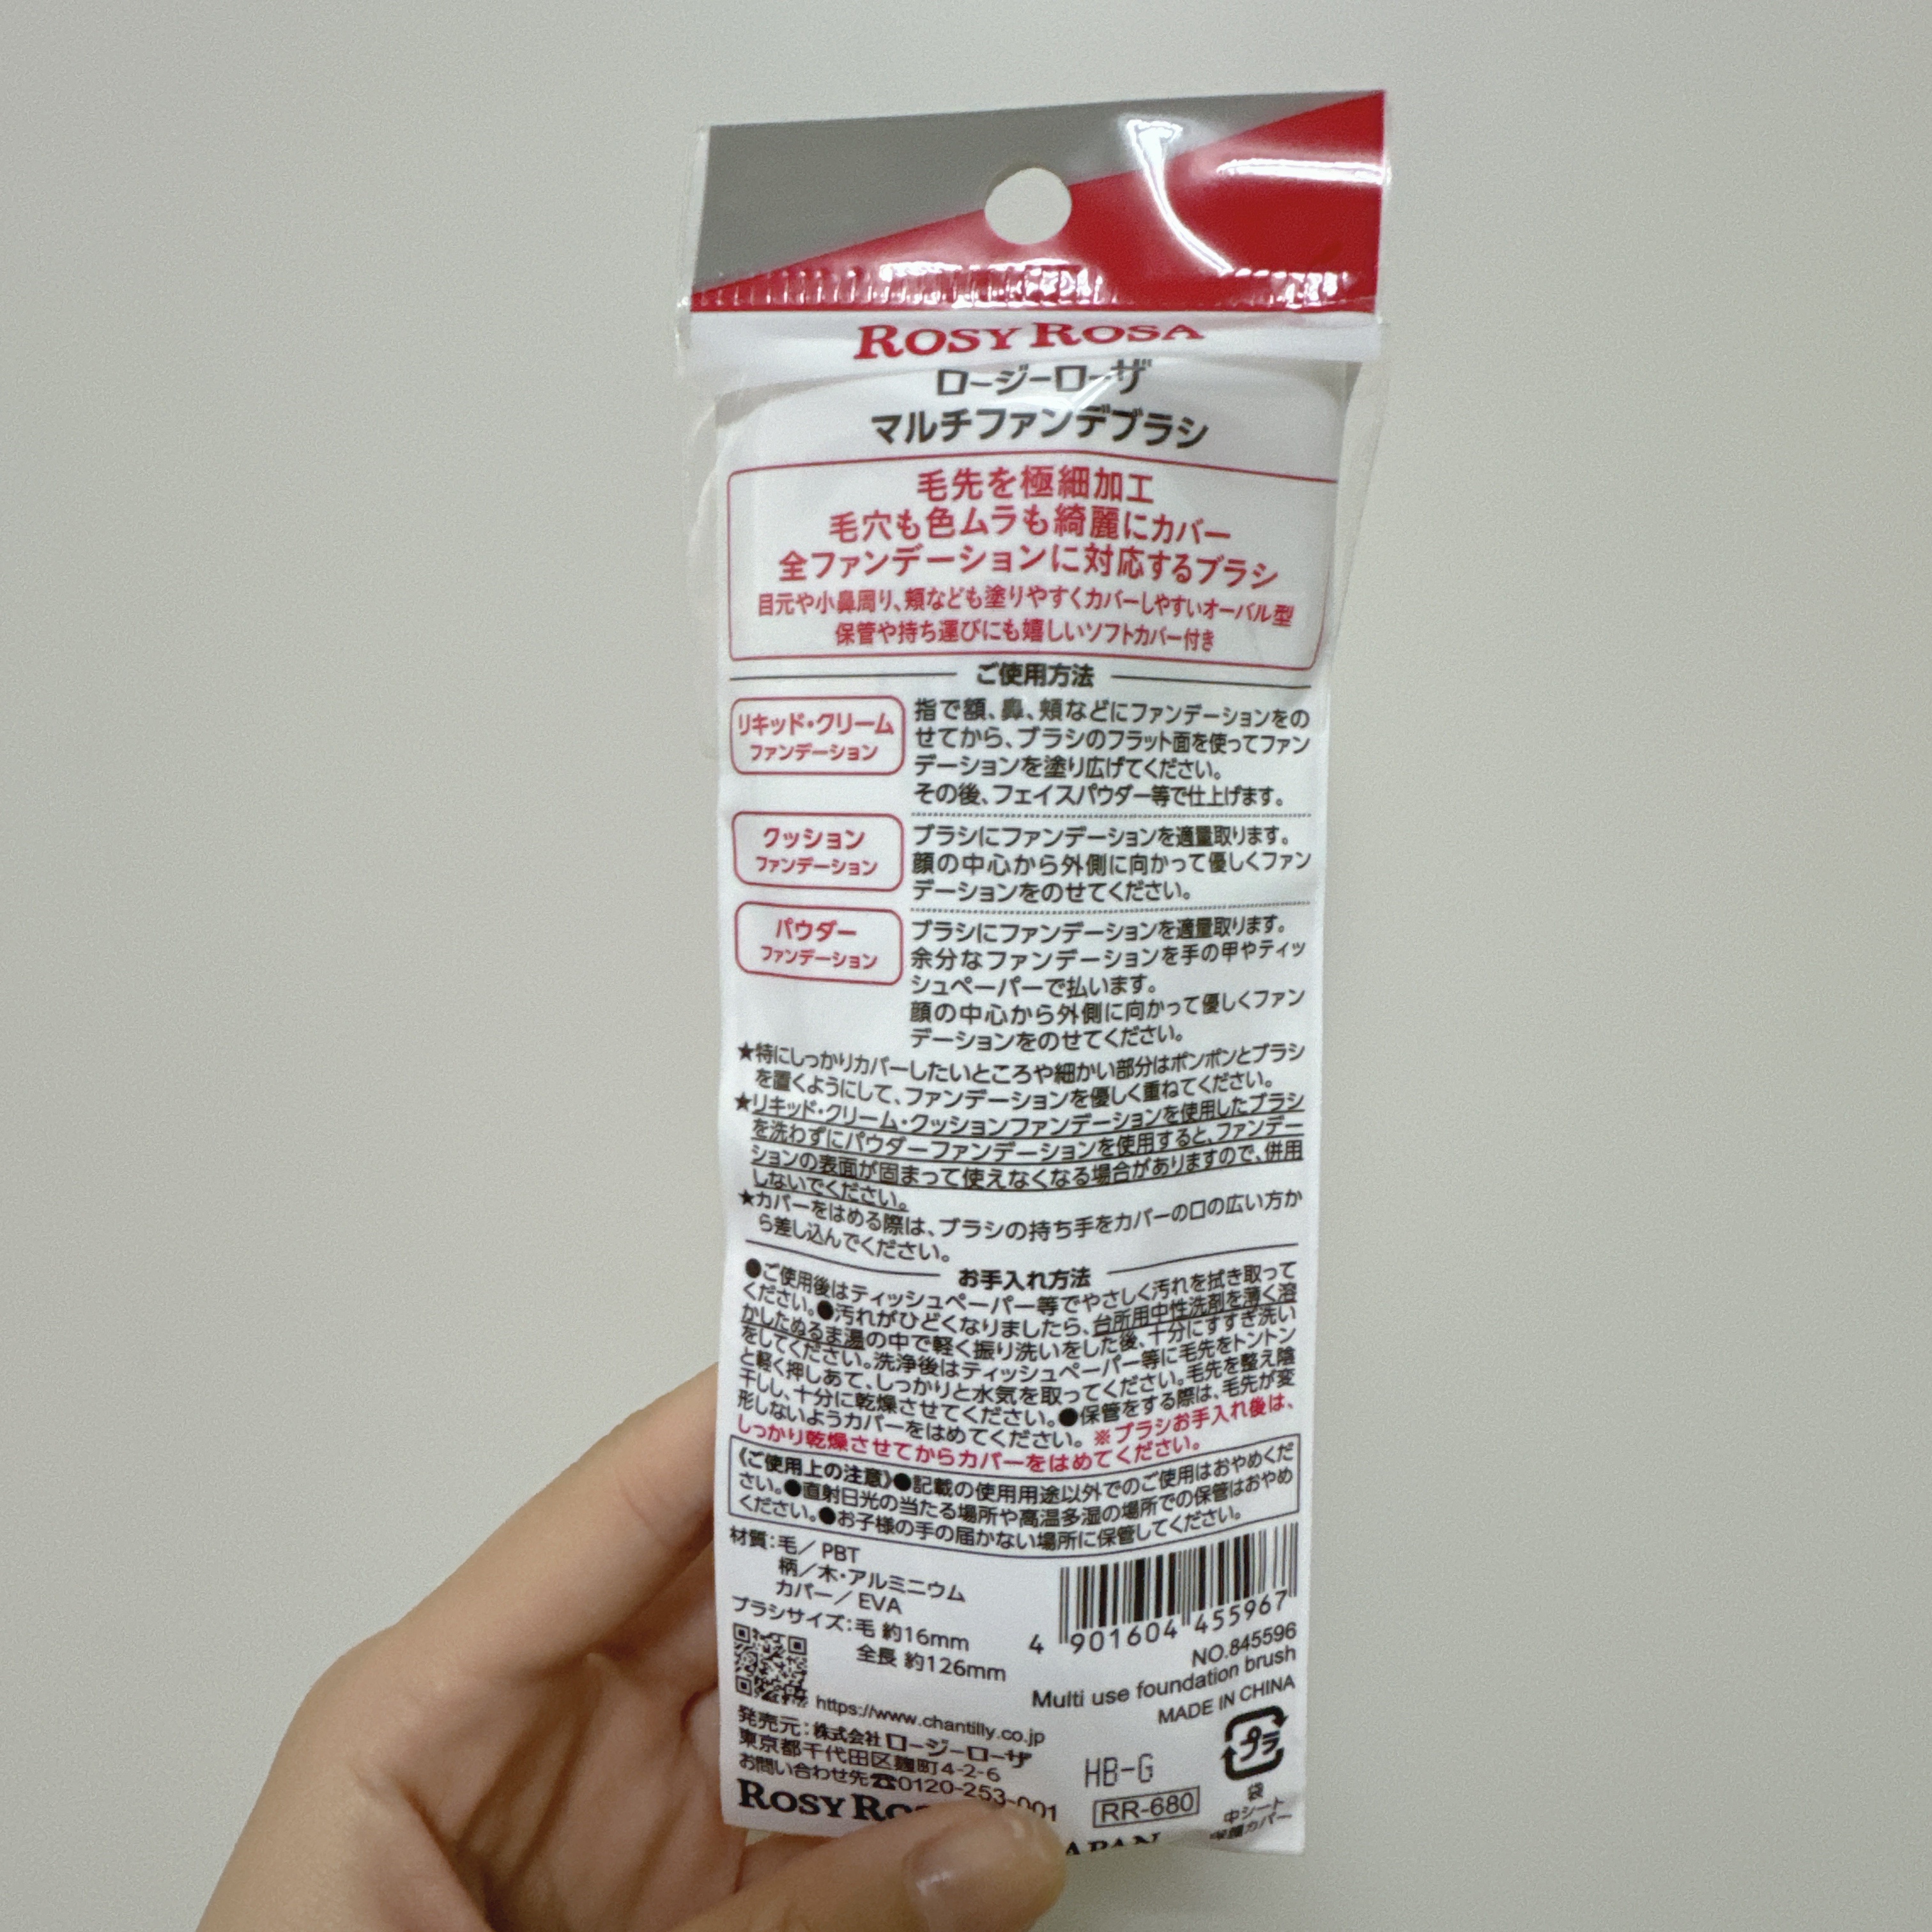 ROSY ROSA
ロージーローザ
マルチファンデブラシ
毛先を極細加工
毛穴も色ムラも綺麗にカバー
全ファンデーションに対応するブラシ
目元や小鼻周り、頬なども塗りやすくカバーしやすいオーバル型
保管や持ち運びにも嬉しいソフトカバー付き
ご使用方法
リキッド・クリーム
ファンデーション
指で額、鼻、頬などにファンデーションをの
せてから、ブラシのフラット面を使ってファン
デーションを塗り広げてください。
その後、フェイスパウダー等で仕上げます。
クッション
ファンデーション
ブラシにファンデーションを適量取ります。
顔の中心から外側に向かって優しくファン
デーションをのせてください。
パウダー
ファンデーション
ブラシにファンデーションを適量取ります。
余分なファンデーションを手の甲やティッ
シュペーパーで払います。
顔の中心から外側に向かって優しくファン
デーションをのせてください。
★特にしっかりカバーしたいところや細かい部分はポンポンとブラシ
を置くようにして、ファンデーションを優しく重ねてください。
★リキッド・クリーム・クッションファンデーションを使用したブラシ
を洗わずにパウダーファンデーションを使用すると、ファンデー
ションの表面が固まって使えなくなる場合がありますので、併用
しないでください。
★カバーをはめる際は、ブラシの持ち手をカバーの口の広い方か
ら差し込んでください。
お手入れ方法
●ご使用後はティッシュペーパー等でやさしく汚れを拭き取って
ください。●汚れがひどくなりましたら、台所用中性洗剤を薄く溶
かしたぬるま湯の中で軽く振り洗いをした後、十分にすすぎ洗い
をしてください。洗浄後はティッシュペーパー等に毛先をトントン
と軽く押しあて、しっかりと水気を取ってください。毛先を整え陰
干しし、十分に乾燥させてください。●保管をする際は、毛先が変
形しないようカバーをはめてください。※ブラシお手入れ後は、
しっかり乾燥させてからカバーをはめてください。
《ご使用上の注意》●記載の使用用途以外でのご使用はおやめくだ
さい。●直射日光の当たる場所や高温多湿の場所での保管はおやめ
ください。●お子様の手の届かない場所に保管してください。
材質：毛／PBT
柄／木・アルミニウム
カバー／EVA
ブラシサイズ：毛 約16mm
全長 約126mm
4 901604 455967
NO.845596
Multi use foundation brush
MADE IN CHINA
https://www.chantilly.co.jp
発売元：株式会社ロージーローザ
東京都千代田区麹町4-2-6
お問い合わせ先☎0120-253-001
HB-G
RR-680
プラ
袋
中シート
カバー
ROSY